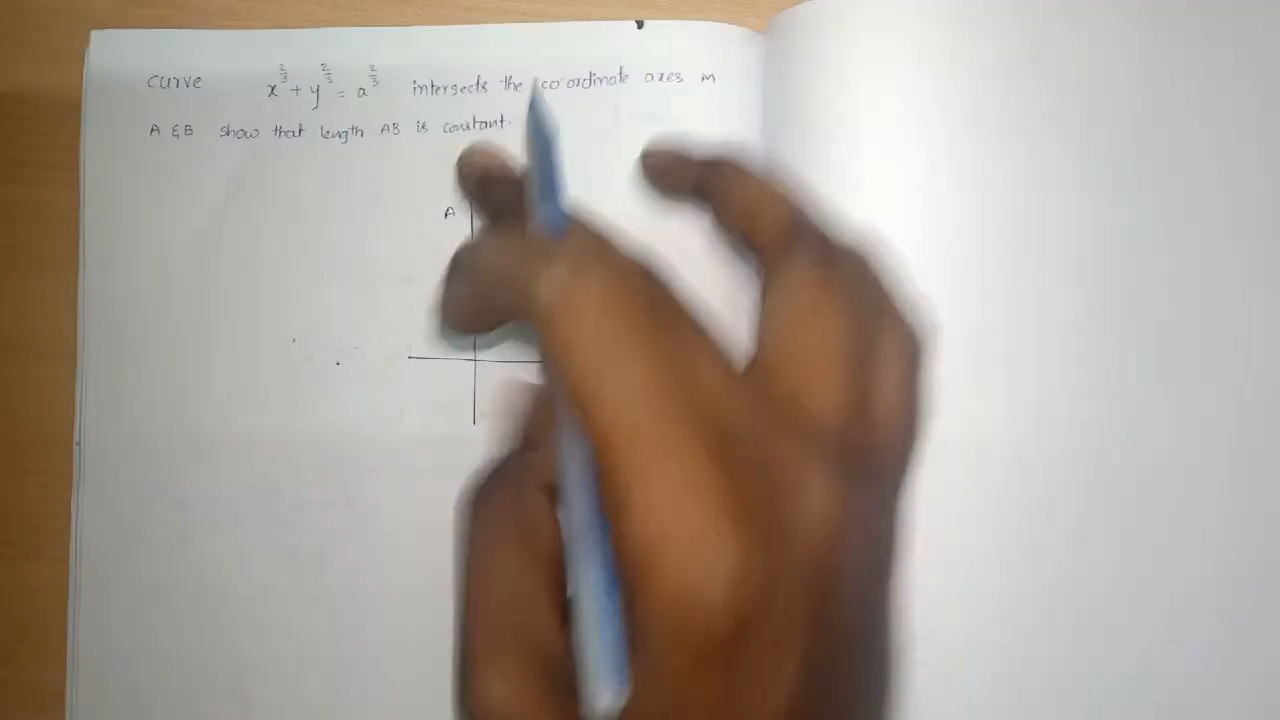 curve x^{2/3} + y^{2/3} = a^{2/3} intersects the co-ordinate axes in
A & B show that length AB is constant.
A